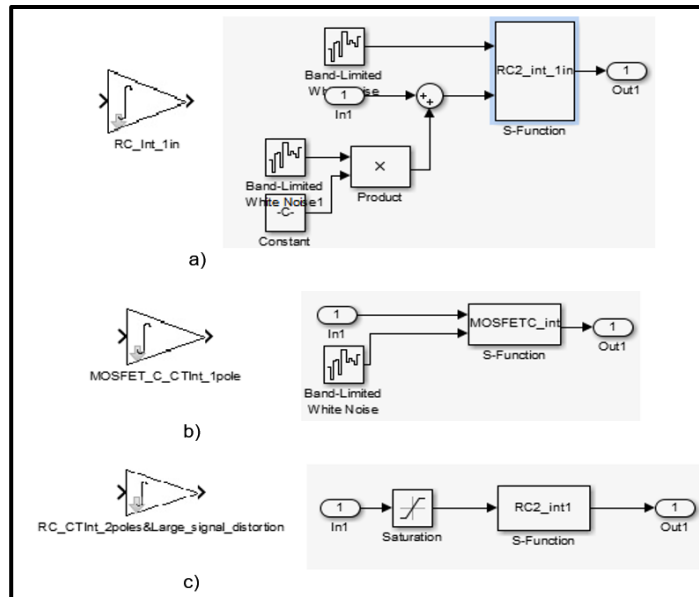 RC_Int_1in
Band-Limited
White Noise
1
In1
++
RC2_int_1in
S-Function
1
Out1
Band-Limited
White Noise1
-C-
Constant
×
Product
a)
MOSFET_C_CTInt_1pole
1
In1
Band-Limited
White Noise
MOSFETC_int
S-Function
1
Out1
b)
RC_CTInt_2poles&Large_signal_distortion
1
In1
Saturation
RC2_int1
S-Function
1
Out1
c)